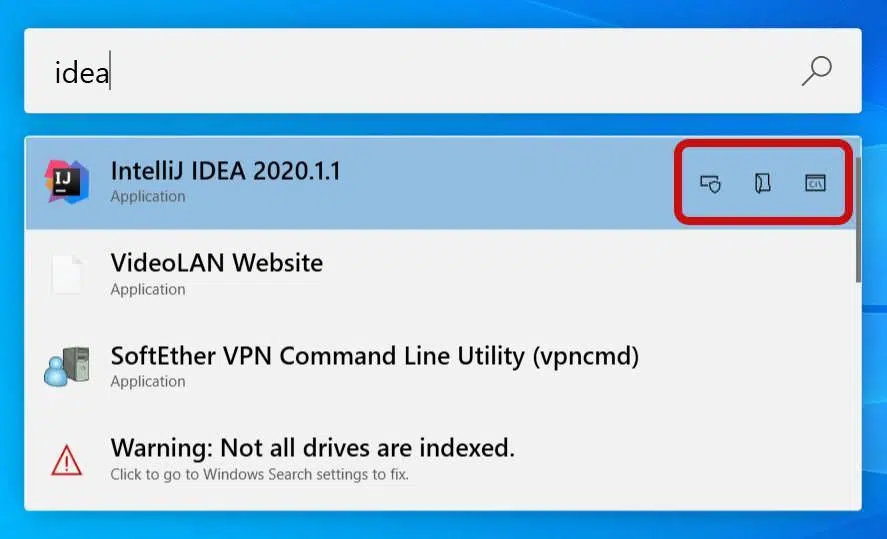 idea
IntelliJ IDEA 2020.1.1
Application
IJ
C:\
VideoLAN Website
Application
SoftEther VPN Command Line Utility (vpncmd)
Application
Warning: Not all drives are indexed.
Click to go to Windows Search settings to fix.